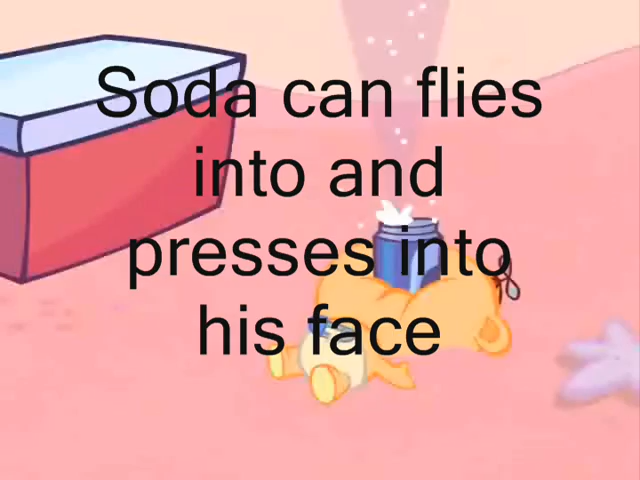 Soda can flies
into and
presses into
his face